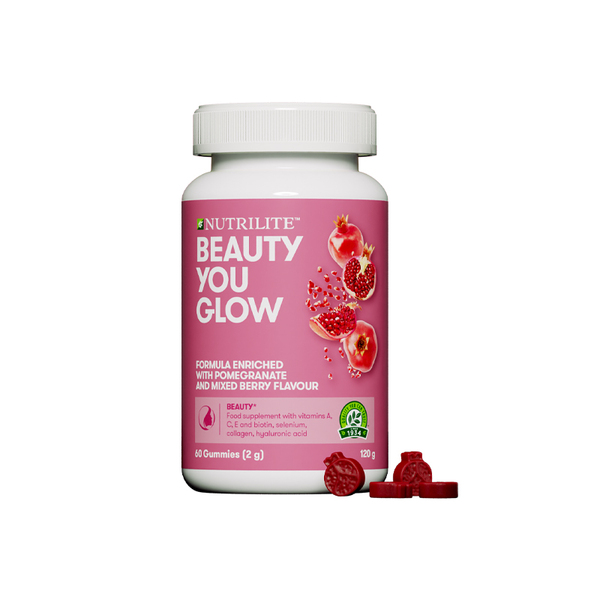 NUTRILITE™
BEAUTY
YOU
GLOW
FORMULA ENRICHED
WITH POMEGRANATE
AND MIXED BERRY FLAVOUR
BEAUTY*
Food supplement with vitamins A,
C, E and biotin, selenium,
collagen, hyaluronic acid
1934
60 Gummies (2 g)
120 g